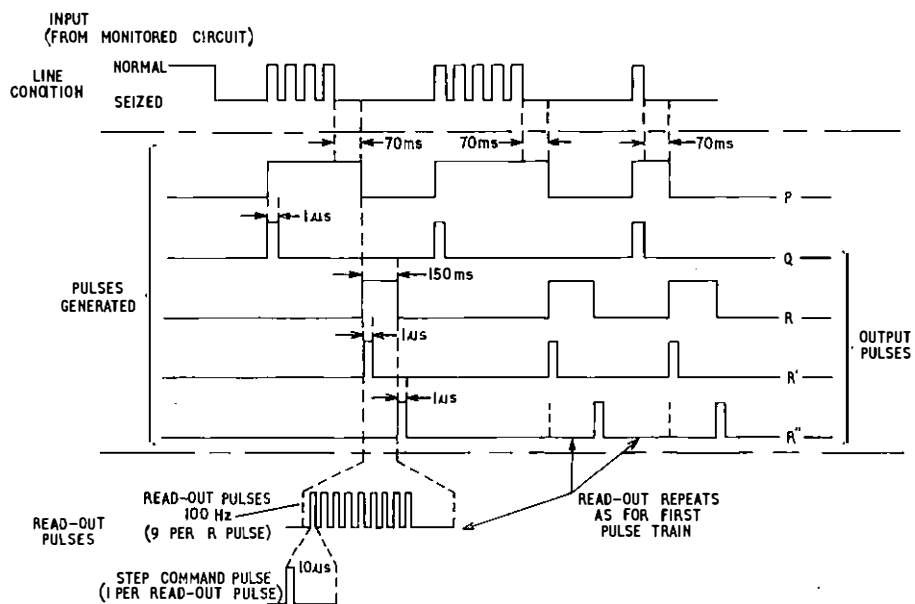 INPUT
(FROM MONITORED CIRCUIT)
LINE
CONDITION
NORMAL
SEIZED
70ms
70ms
70ms
P
1µs
Q
150ms
PULSES
GENERATED
R
1µs
OUTPUT
PULSES
R'
1µs
R"
READ-OUT PULSES
100 Hz
(9 PER R PULSE)
READ-OUT
PULSES
READ-OUT REPEATS
AS FOR FIRST
PULSE TRAIN
10µs
STEP COMMAND PULSE
(1 PER READ-OUT PULSE)